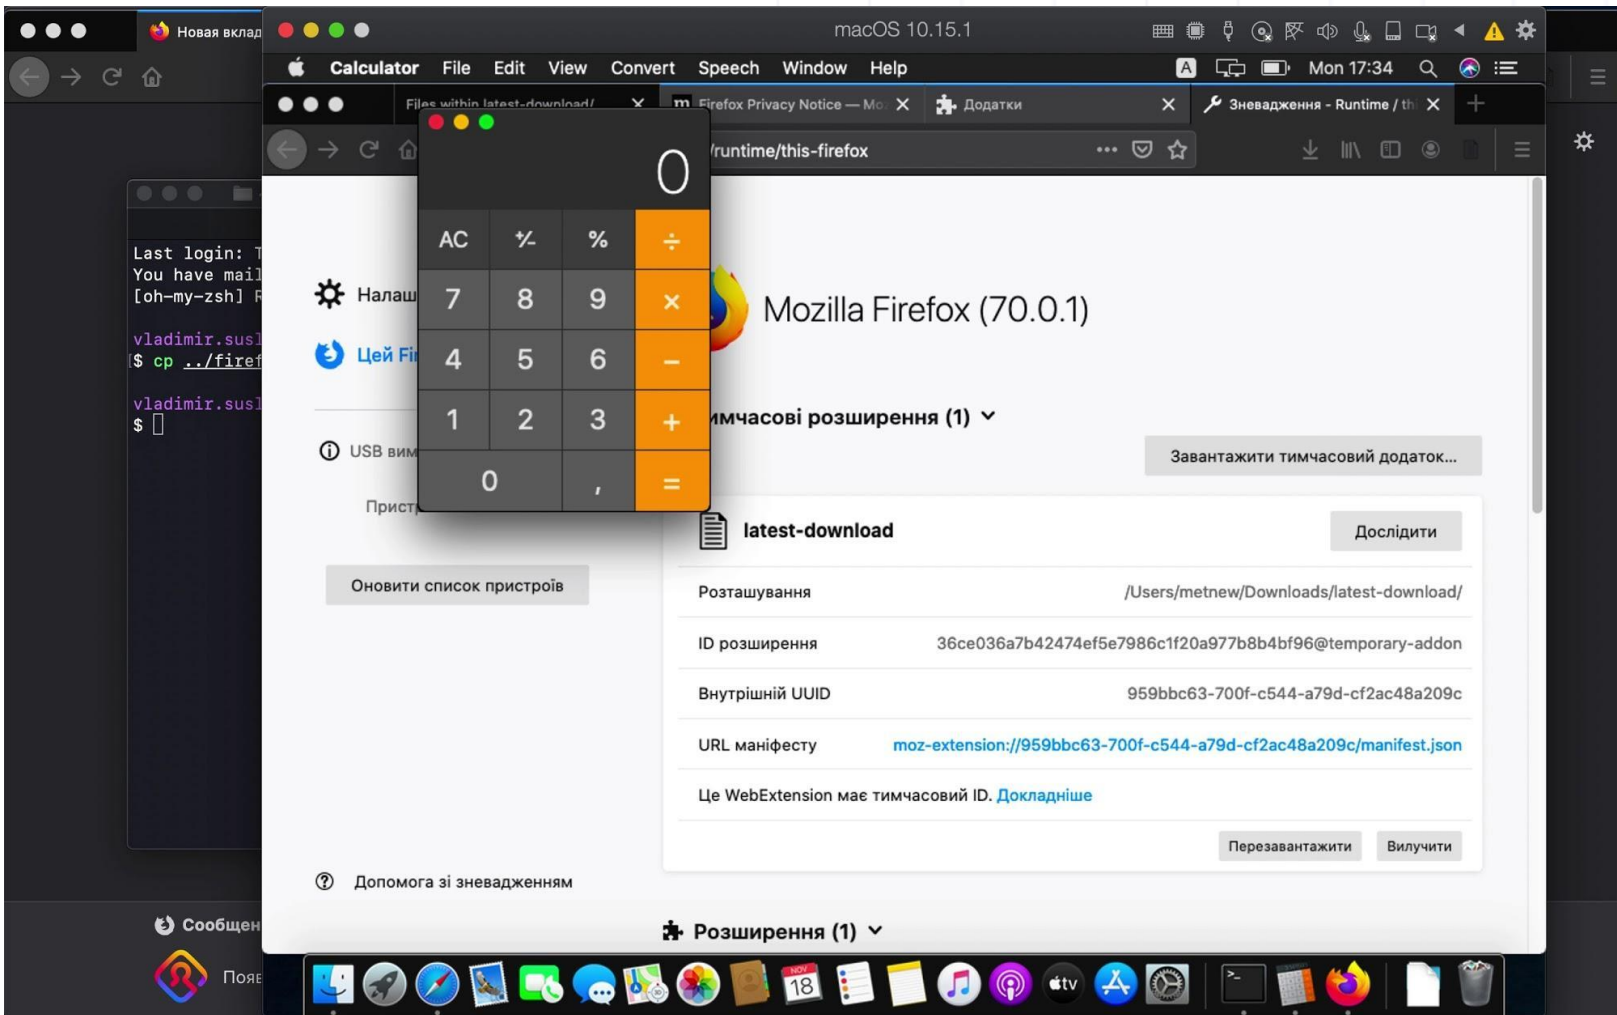 Новая вклад
macOS 10.15.1
Calculator File Edit View Convert Speech Window Help
A
Mon 17:34
Files within latest-download/
Firefox Privacy Notice —
Додатки
Зневадження - Runtime / th
/runtime/this-firefox
0
AC +/- % ÷
7 8 9 ×
4 5 6 −
1 2 3 +
0 , =
Last login:
You have mail
[oh-my-zsh]
vladimir.susl
$ cp ../firef
vladimir.susl
$
Налаш
Цей Fi
USB вим
Прист
Оновити список пристроїв
Допомога зі зневадженням
Mozilla Firefox (70.0.1)
имчасові розширення (1)
Завантажити тимчасовий додаток...
latest-download
Дослідити
Розташування /Users/metnew/Downloads/latest-download/
ID розширення 36ce036a7b42474ef5e7986c1f20a977b8b4bf96@temporary-addon
Внутрішній UUID 959bbc63-700f-c544-a79d-cf2ac48a209c
URL маніфесту moz-extension://959bbc63-700f-c544-a79d-cf2ac48a209c/manifest.json
Це WebExtension має тимчасовий ID. Докладніше
Перезавантажити Вилучити
Розширення (1)
Сообщен
Появ
NOV
18
tv